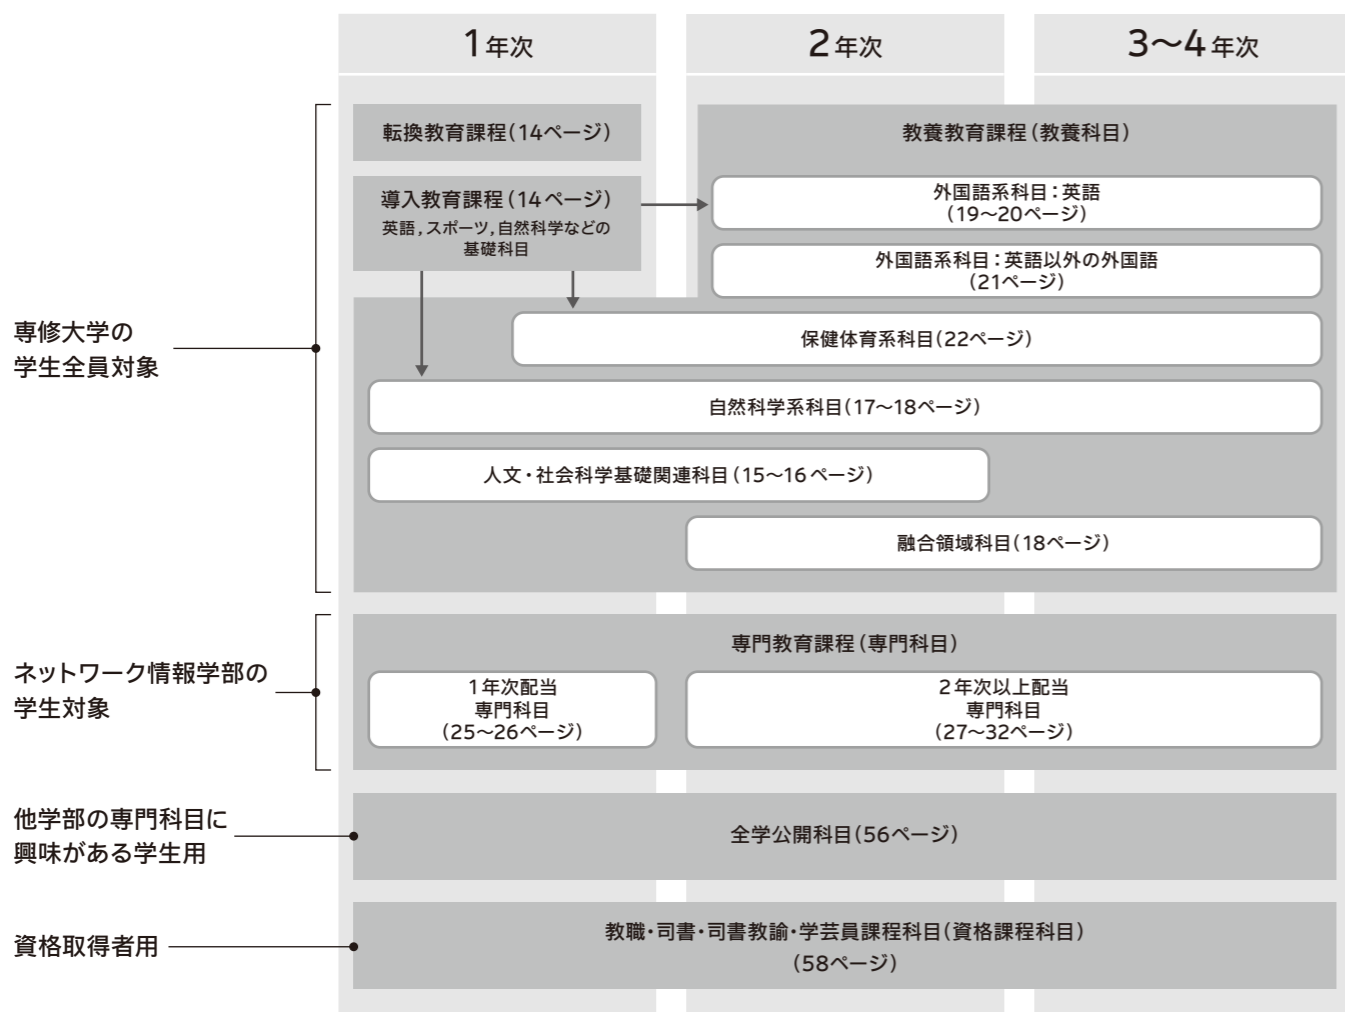 1年次
2年次
3〜4年次
専修大学の
学生全員対象
転換教育課程(14ページ)
導入教育課程(14ページ)
英語,スポーツ,自然科学などの
基礎科目
教養教育課程(教養科目)
外国語系科目:英語
(19〜20ページ)
外国語系科目:英語以外の外国語
(21ページ)
保健体育系科目(22ページ)
自然科学系科目(17〜18ページ)
人文・社会科学基礎関連科目(15〜16ページ)
融合領域科目(18ページ)
ネットワーク情報学部の
学生対象
専門教育課程(専門科目)
1年次配当
専門科目
(25〜26ページ)
2年次以上配当
専門科目
(27〜32ページ)
他学部の専門科目に
興味がある学生用
全学公開科目(56ページ)
資格取得者用
教職・司書・司書教諭・学芸員課程科目(資格課程科目)
(58ページ)